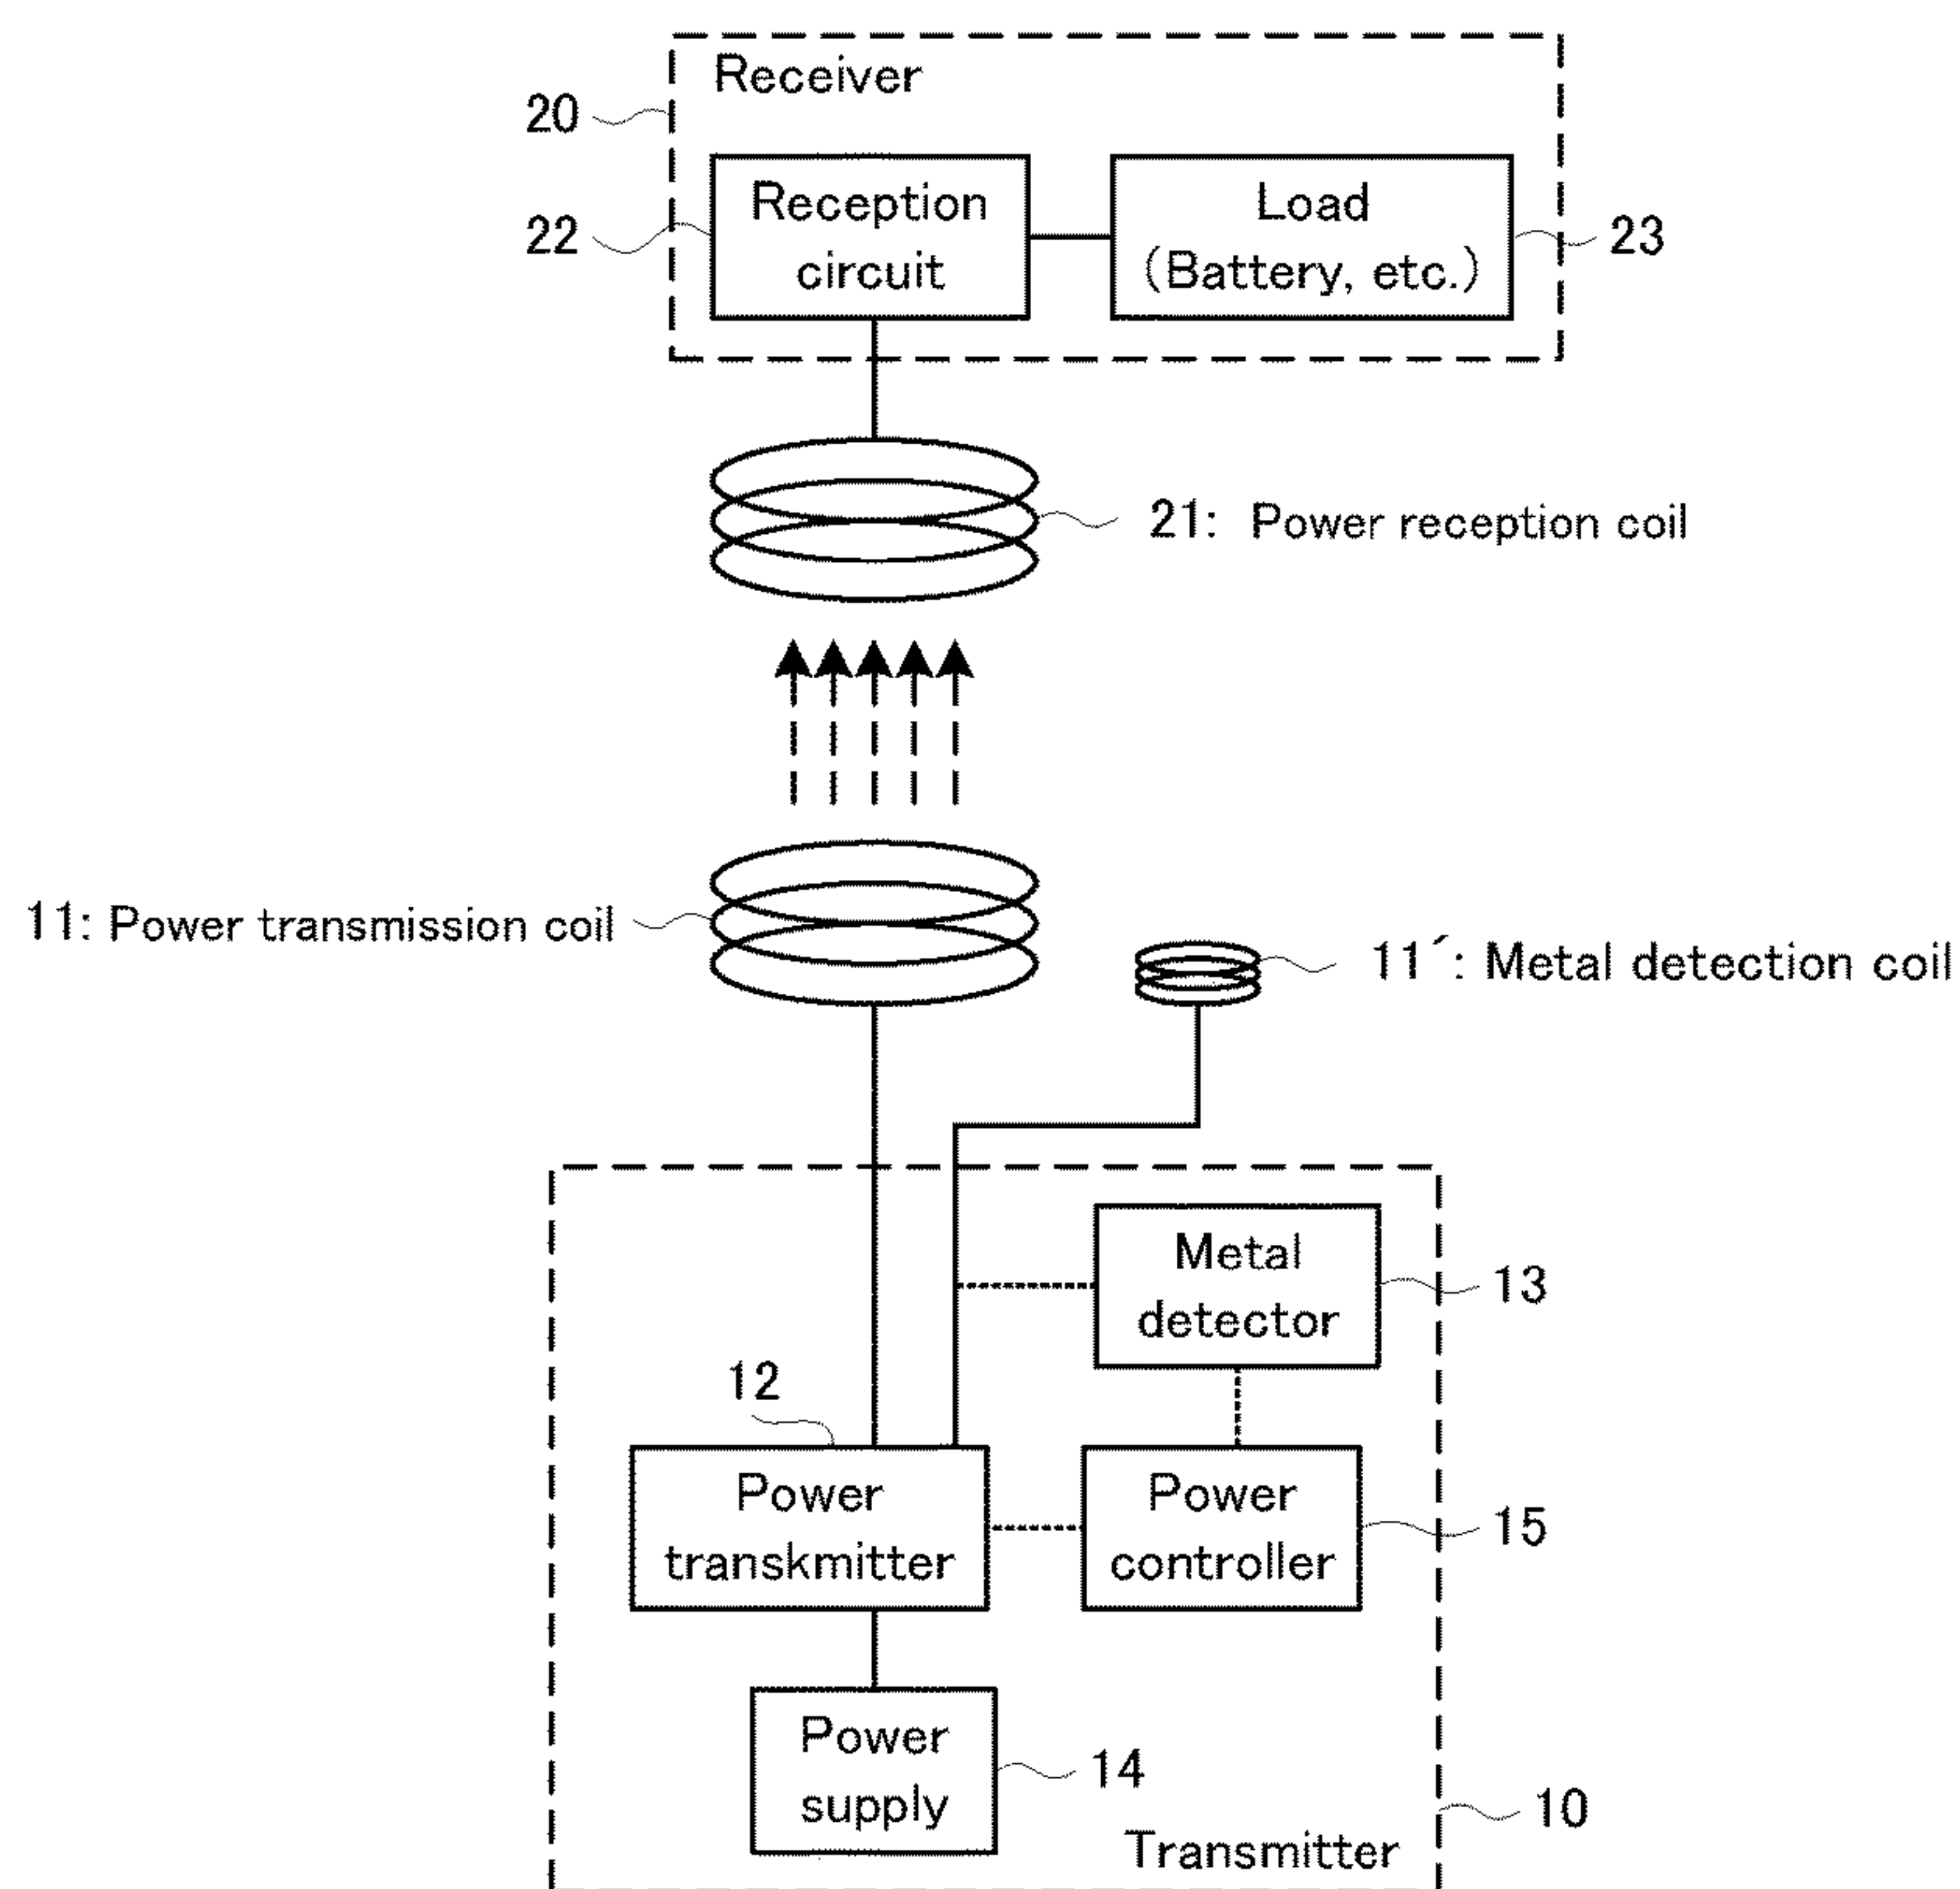 Receiver
20
Reception
circuit
22
Load
(Battery, etc.)
23
21: Power reception coil
11: Power transmission coil
11´: Metal detection coil
Metal
detector
13
12
Power
transkmitter
Power
controller
15
Power
supply
14
10
Transmitter